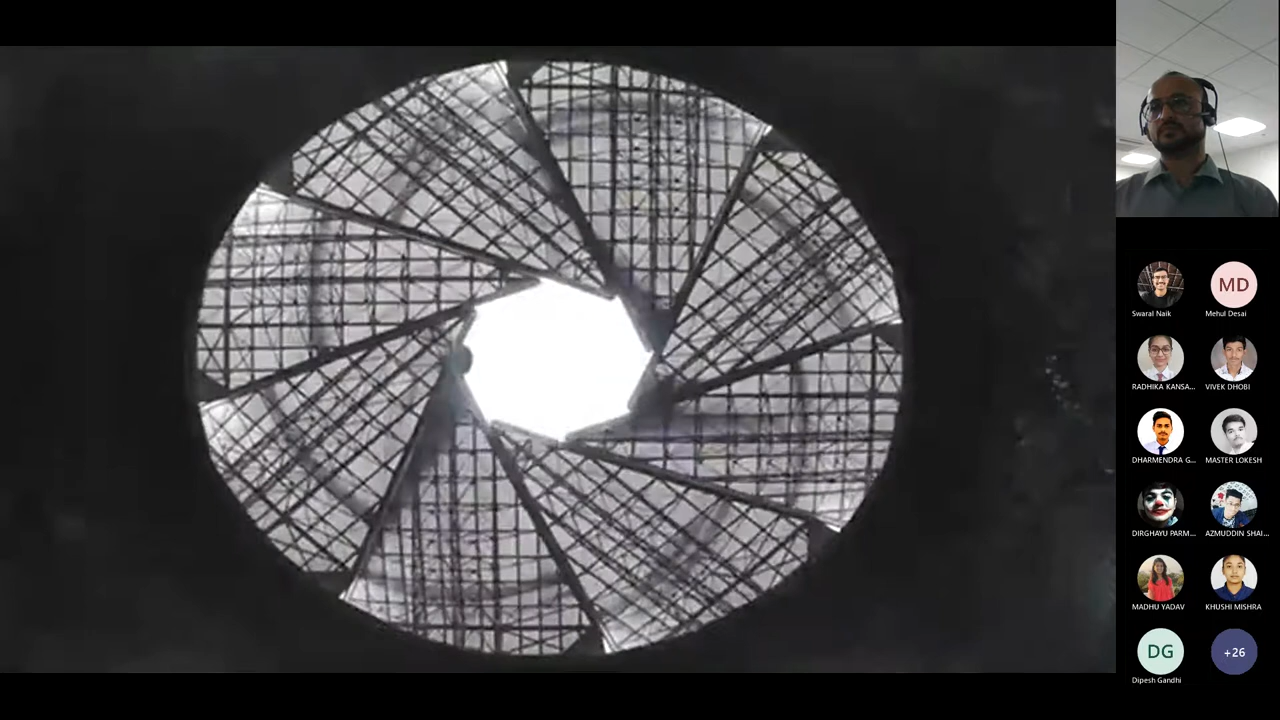 Swaral Naik
MD
Mehul Desai
RADHIKA KANSA...
VIVEK DHOBI
DHARMENDRA G...
MASTER LOKESH
DIRGHAYU PARM...
AZMUDDIN SHAI...
MADHU YADAV
KHUSHI MISHRA
DG
+26
Dipesh Gandhi